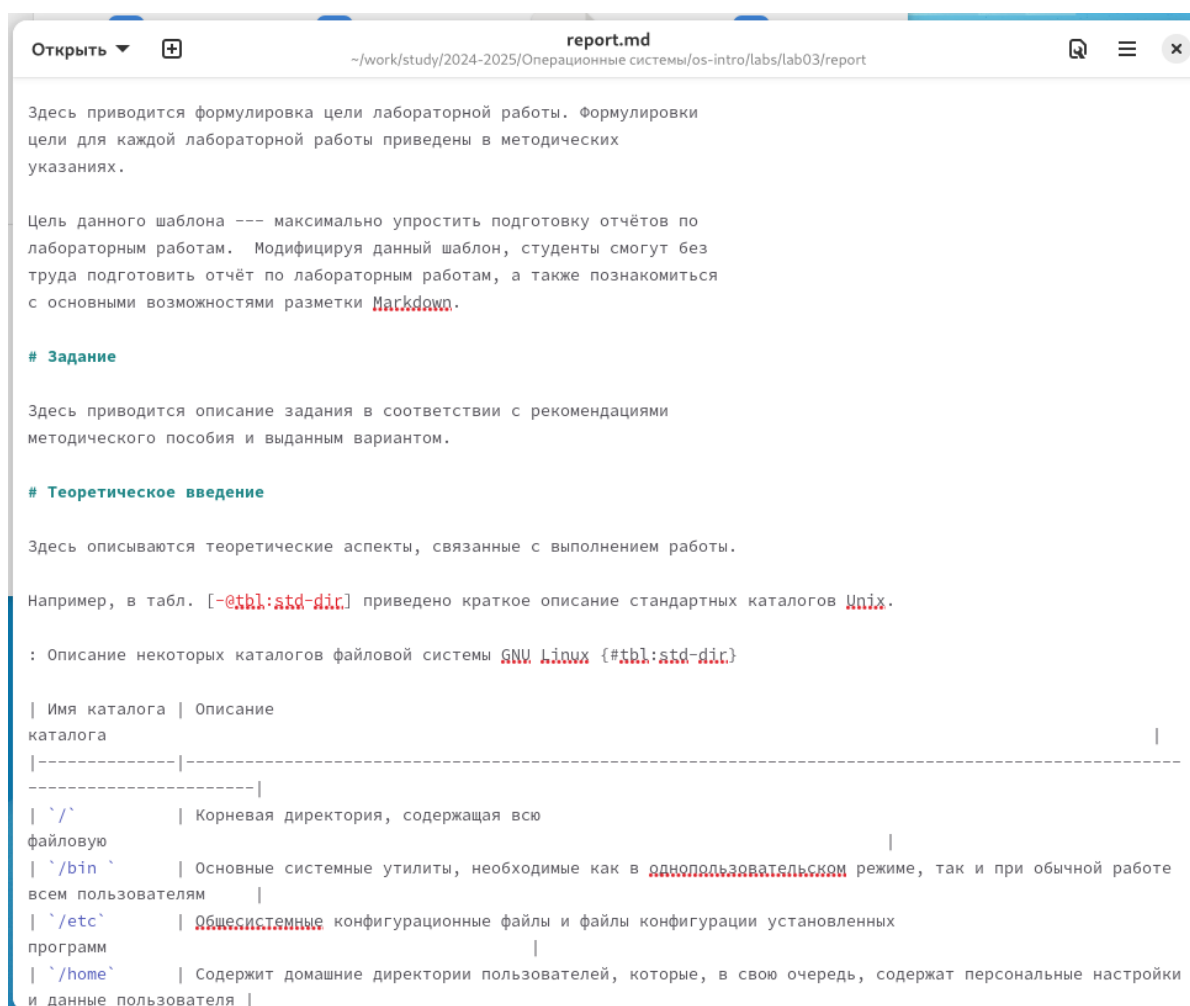 Открыть
report.md
~/work/study/2024-2025/Операционные системы/os-intro/labs/lab03/report
Здесь приводится формулировка цели лабораторной работы. Формулировки
цели для каждой лабораторной работы приведены в методических
указаниях.
Цель данного шаблона --- максимально упростить подготовку отчётов по
лабораторным работам.  Модифицируя данный шаблон, студенты смогут без
труда подготовить отчёт по лабораторным работам, а также познакомиться
с основными возможностями разметки Markdown.
# Задание
Здесь приводится описание задания в соответствии с рекомендациями
методического пособия и выданным вариантом.
# Теоретическое введение
Здесь описываются теоретические аспекты, связанные с выполнением работы.
Например, в табл. [-@tbl:std-dir] приведено краткое описание стандартных каталогов Unix.
: Описание некоторых каталогов файловой системы GNU Linux {#tbl:std-dir}
| Имя каталога | Описание
каталога |
|--------------|-----------------------------------------------------------------------------------------------------
-----------------------|
| `/` | Корневая директория, содержащая всю
файловую |
| `/bin ` | Основные системные утилиты, необходимые как в однопользовательском режиме, так и при обычной работе
всем пользователям |
| `/etc` | Общесистемные конфигурационные файлы и файлы конфигурации установленных
программ |
| `/home` | Содержит домашние директории пользователей, которые, в свою очередь, содержат персональные настройки
и данные пользователя |